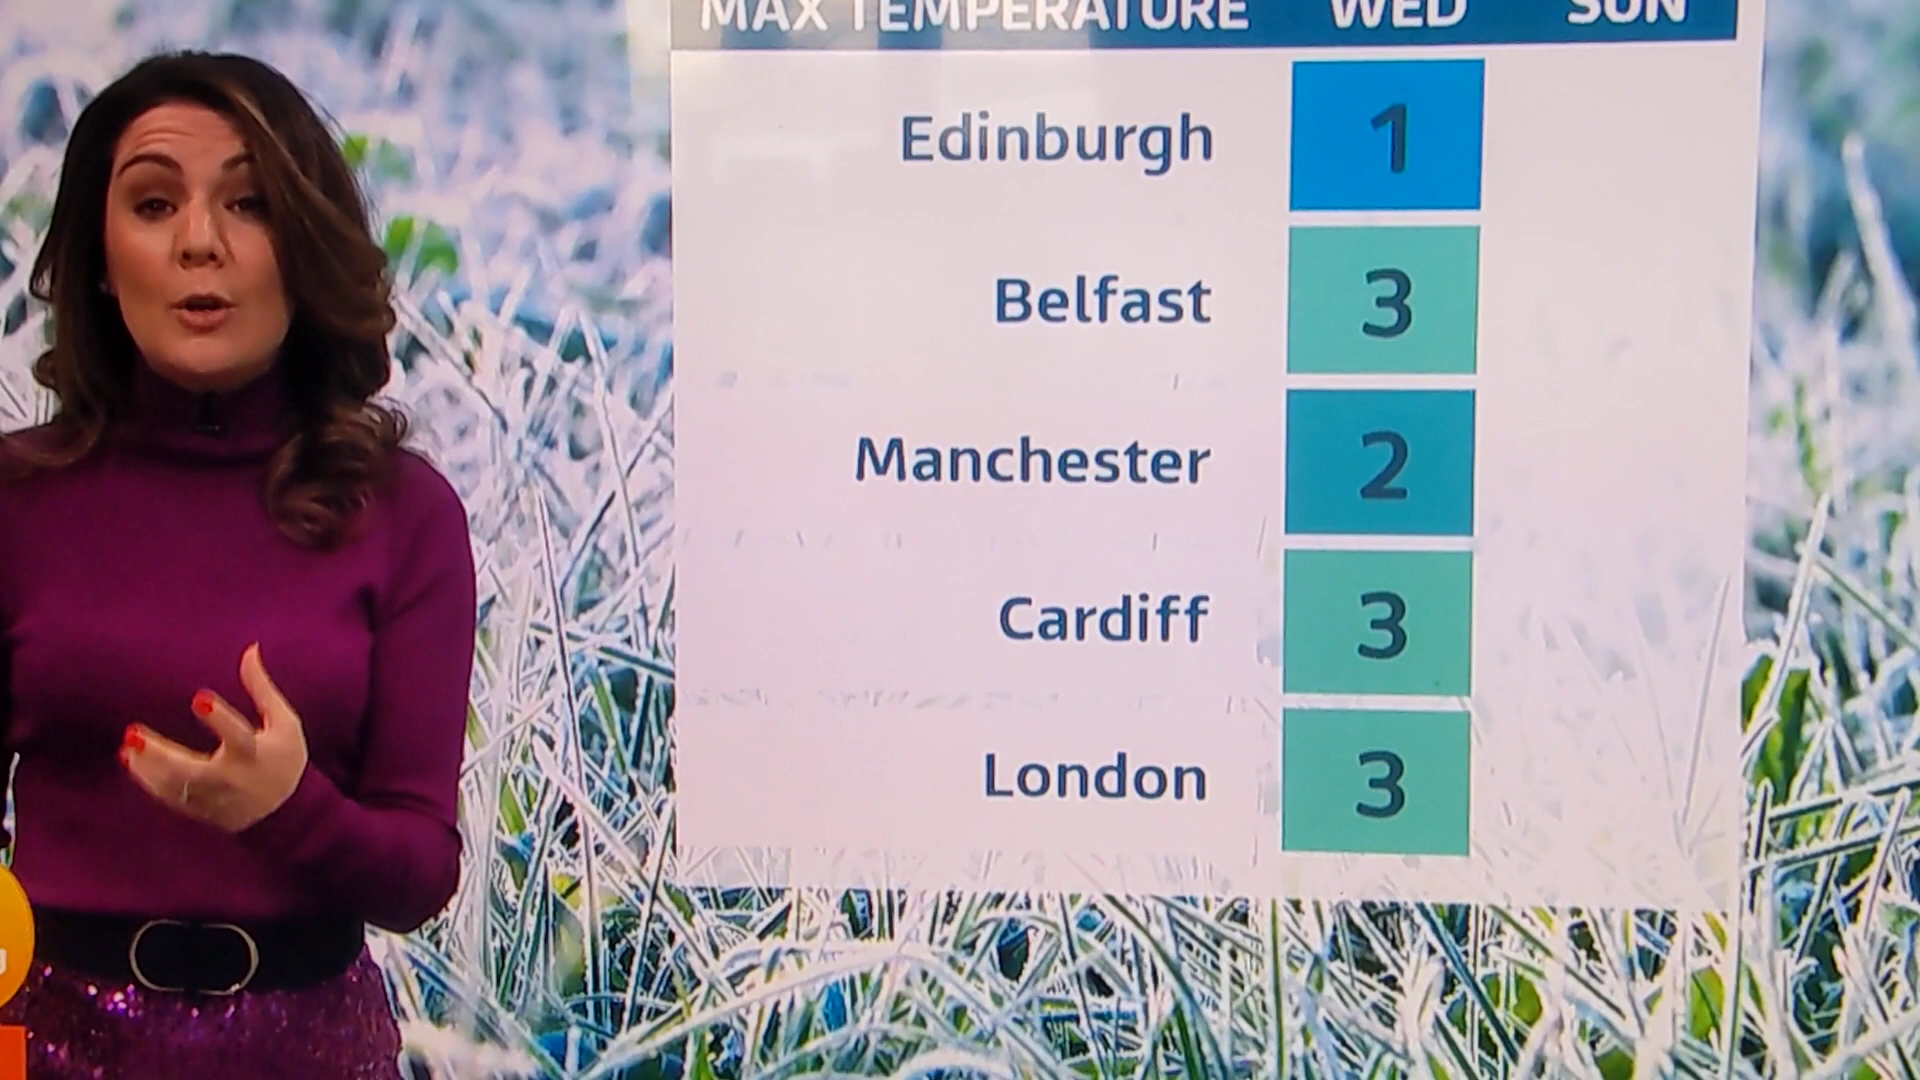 MAX TEMPERATURE WED SUN
Edinburgh 1
Belfast 3
Manchester 2
Cardiff 3
London 3